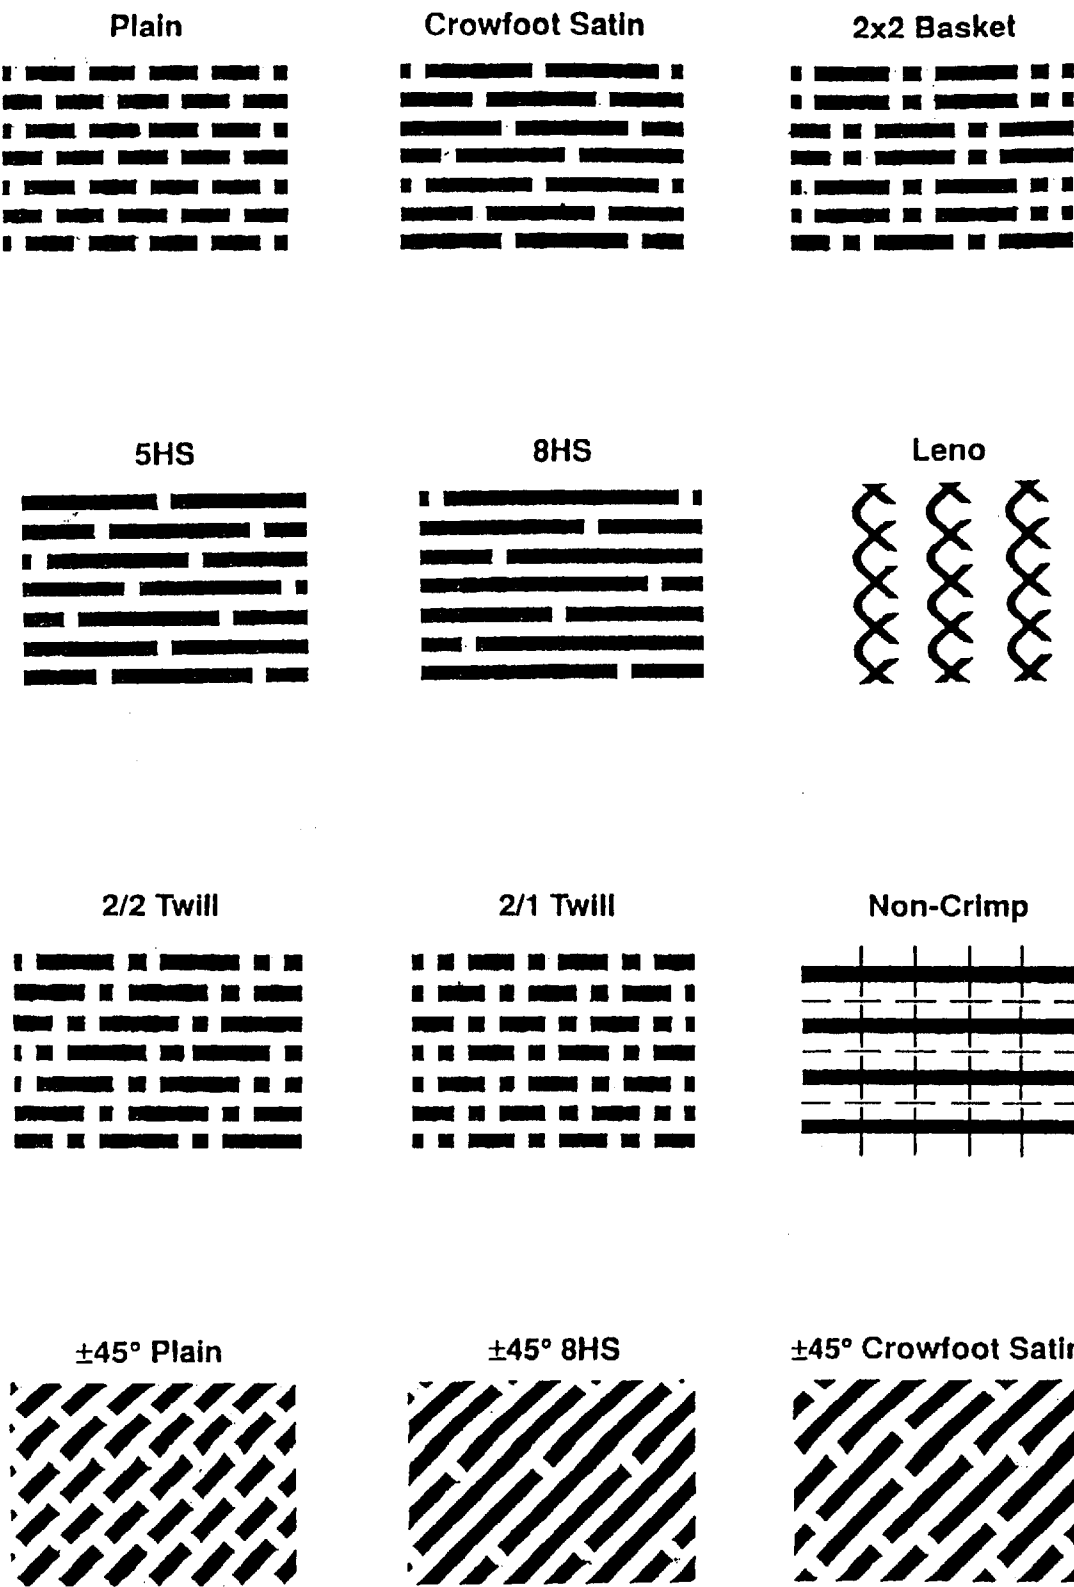 Plain
Crowfoot Satin
2x2 Basket
5HS
8HS
Leno
2/2 Twill
2/1 Twill
Non-Crimp
±45° Plain
±45° 8HS
±45° Crowfoot Satin